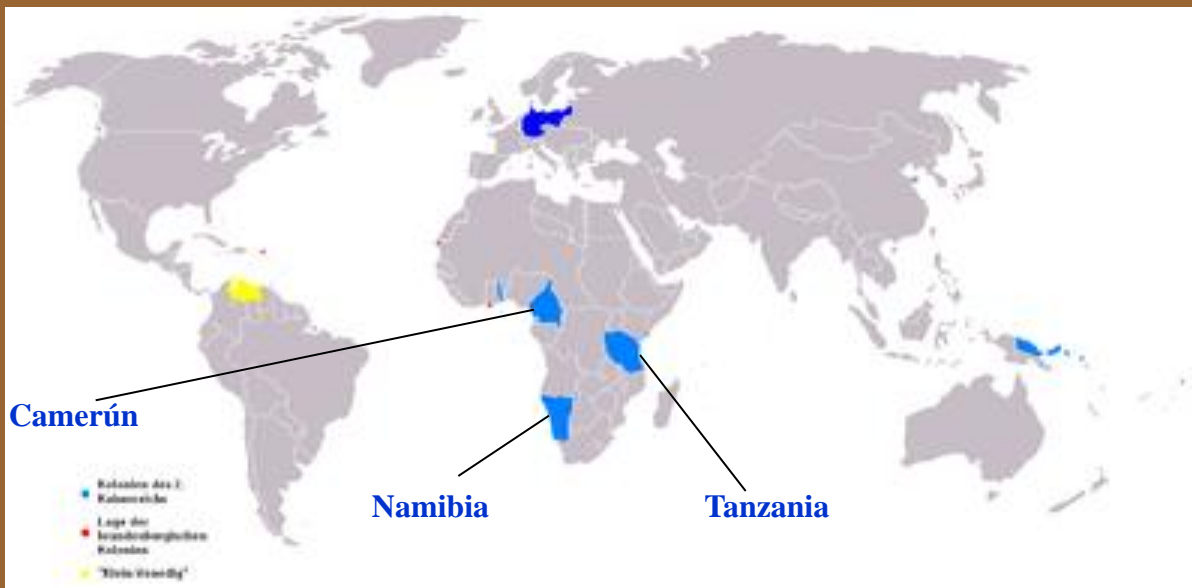 Camerún
Namibia
Tanzania
Kolonien des 2.
Kaiserreichs
Lage der
brandenburgischen
Kolonien
"Klein-Venedig"